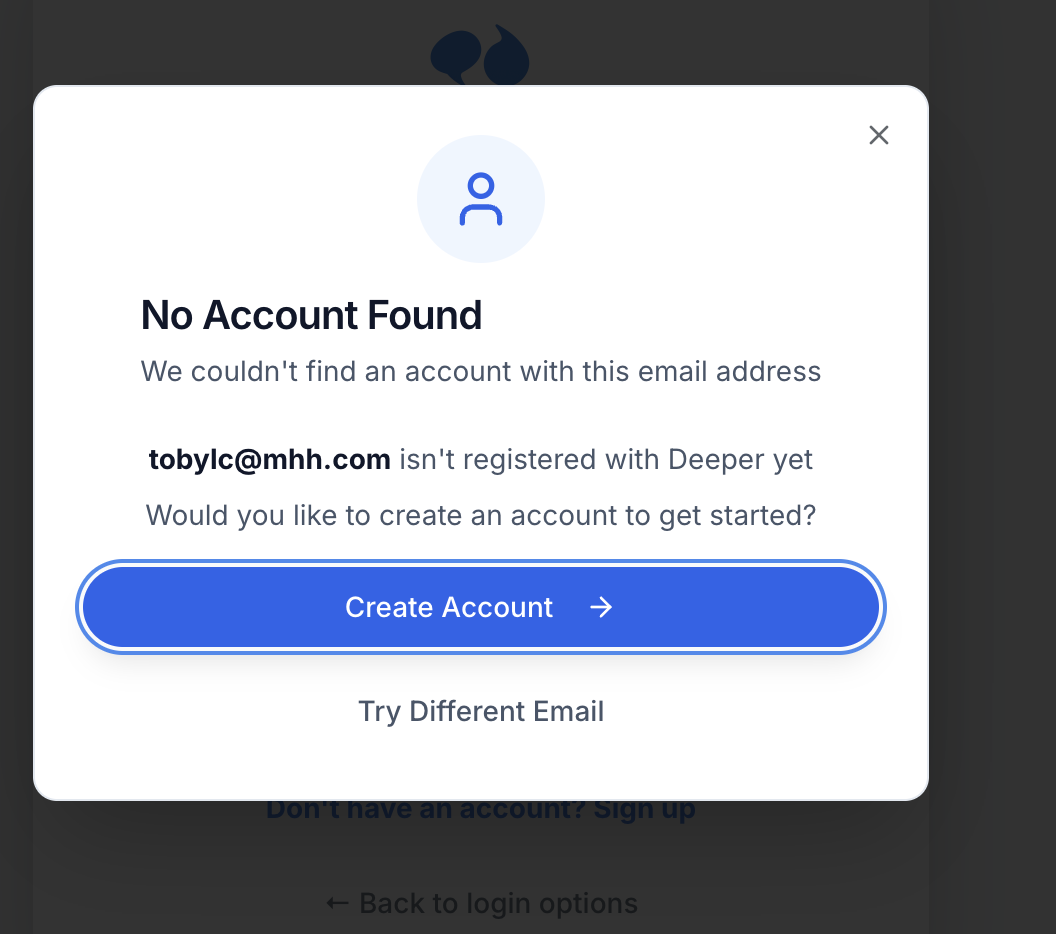 No Account Found
We couldn't find an account with this email address
tobylc@mhh.com isn't registered with Deeper yet
Would you like to create an account to get started?
Create Account →
Try Different Email
Don't have an account? Sign up
← Back to login options